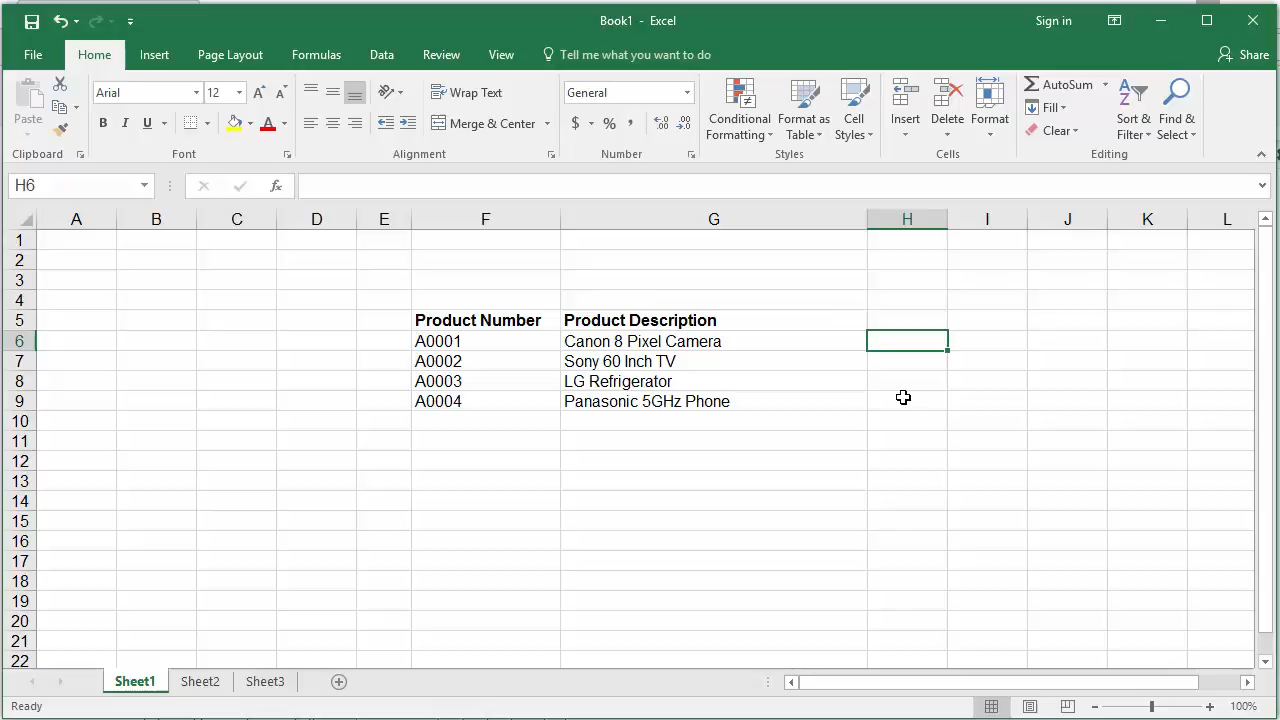 Book1 - Excel
Sign in
File Home Insert Page Layout Formulas Data Review View Tell me what you want to do Share
Arial 12 Wrap Text General AutoSum
Paste Conditional Formatting Format as Table Cell Styles Insert Delete Format Fill Sort & Filter Find & Select
B I U Merge & Center $ % , Clear
Clipboard Font Alignment Number Styles Cells Editing
H6 fx
A B C D E F G H I J K L
1
2
3
4
5 Product Number Product Description
6 A0001 Canon 8 Pixel Camera
7 A0002 Sony 60 Inch TV
8 A0003 LG Refrigerator
9 A0004 Panasonic 5GHz Phone
10
11
12
13
14
15
16
17
18
19
20
21
22
Sheet1 Sheet2 Sheet3
Ready 100%